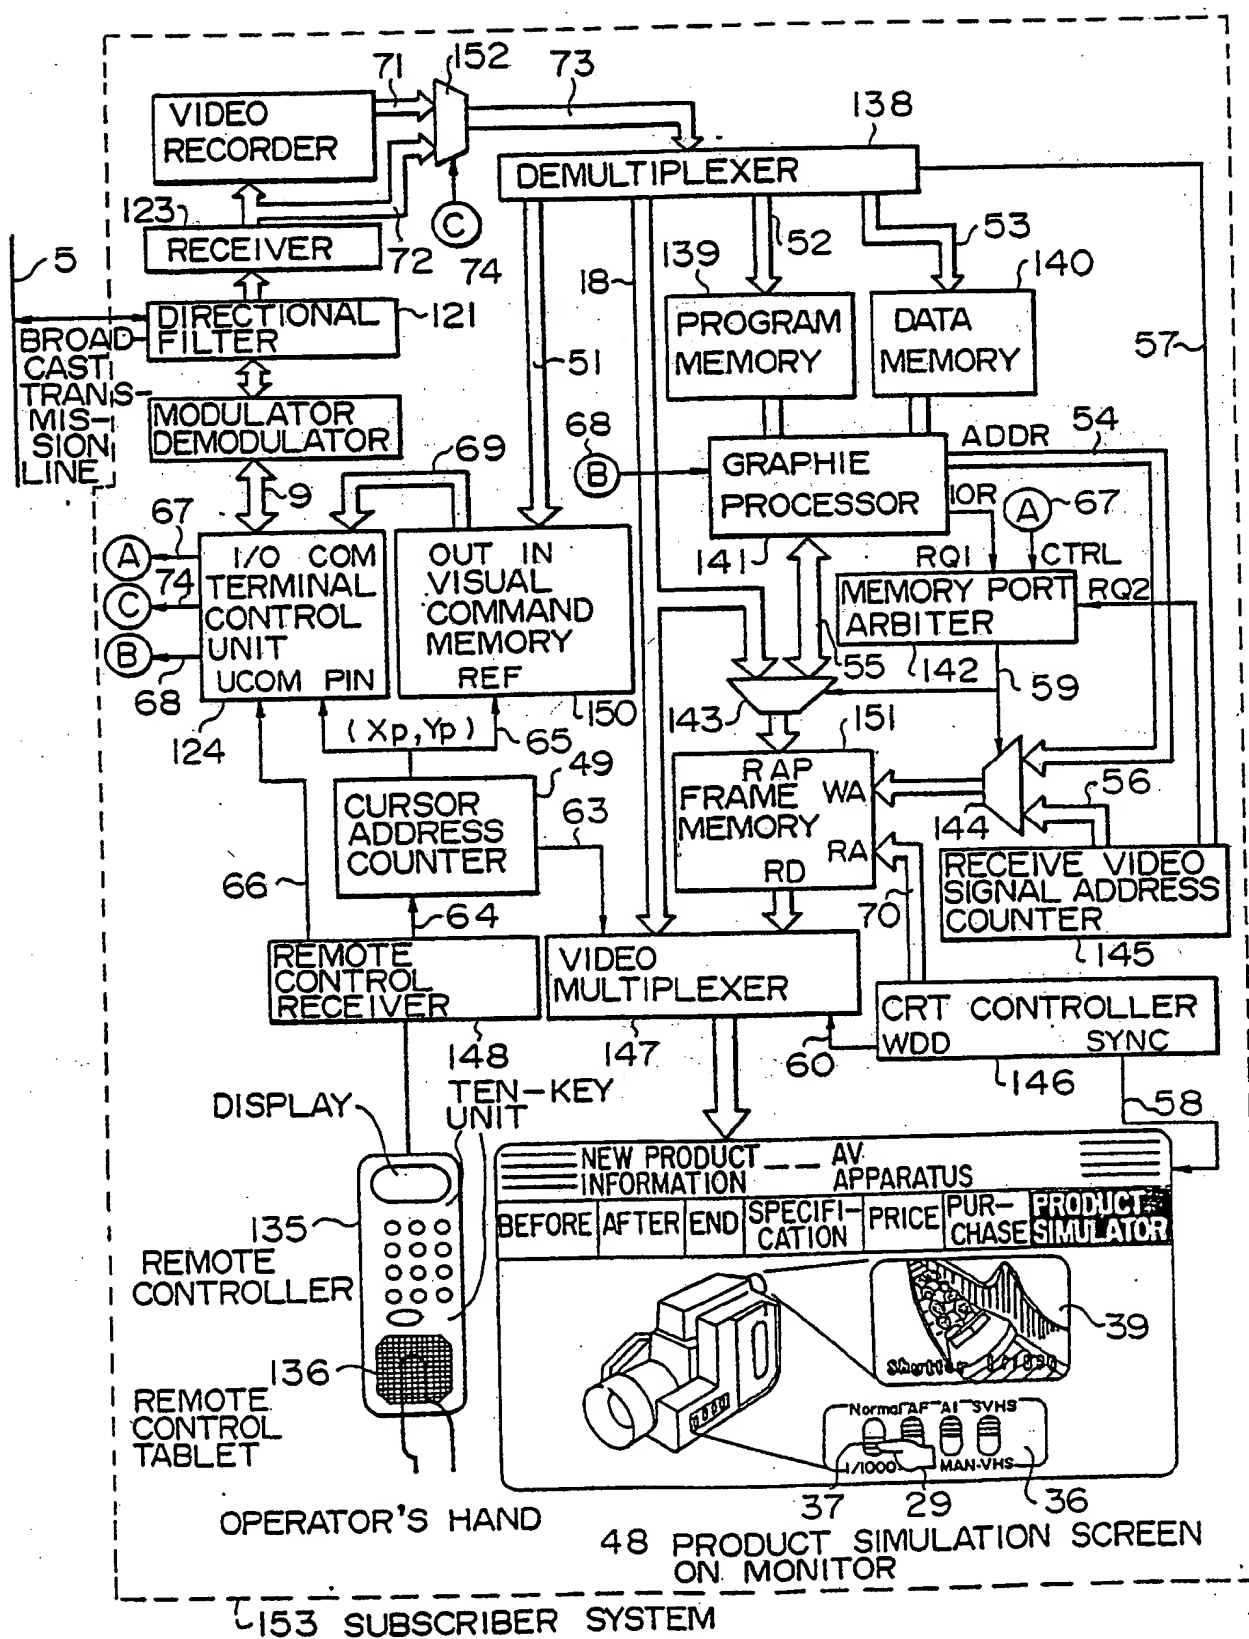 71
152
73
138
VIDEO
RECORDER
DEMULTIPLEXER
123
RECEIVER
72
C
74
5
18
52
53
139
140
121
DIRECTIONAL
FILTER
BROAD
CAST
TRANS-
MIS-
SION
LINE
51
PROGRAM
MEMORY
DATA
MEMORY
57
MODULATOR
DEMODULATOR
69
68
B
ADDR
54
GRAPHIE
PROCESSOR
9
IOR
A
67
67
A
74
C
B
68
I/O COM
TERMINAL
CONTROL
UNIT
UCOM PIN
124
OUT IN
VISUAL
COMMAND
MEMORY
REF
150
141
RQ1
CTRL
RQ2
MEMORY PORT
ARBITER
55
142
59
143
151
(Xp,Yp)
65
49
CURSOR
ADDRESS
COUNTER
63
RAP
FRAME
MEMORY
WA
RA
RD
144
56
66
64
70
RECEIVE VIDEO
SIGNAL ADDRESS
COUNTER
145
REMOTE
CONTROL
RECEIVER
148
VIDEO
MULTIPLEXER
147
60
CRT CONTROLLER
WDD
SYNC
146
58
DISPLAY
TEN-KEY
UNIT
NEW PRODUCT
INFORMATION
-- AV
APPARATUS
BEFORE
AFTER
END
SPECIFI-
CATION
PRICE
PUR-
CHASE
PRODUCT
SIMULATOR
135
REMOTE
CONTROLLER
39
Shutter 1/1000
136
REMOTE
CONTROL
TABLET
Normal AF AI SVHS
1/1000
MAN-VHS
37
29
36
OPERATOR'S HAND
48 PRODUCT SIMULATION SCREEN
ON MONITOR
153 SUBSCRIBER SYSTEM